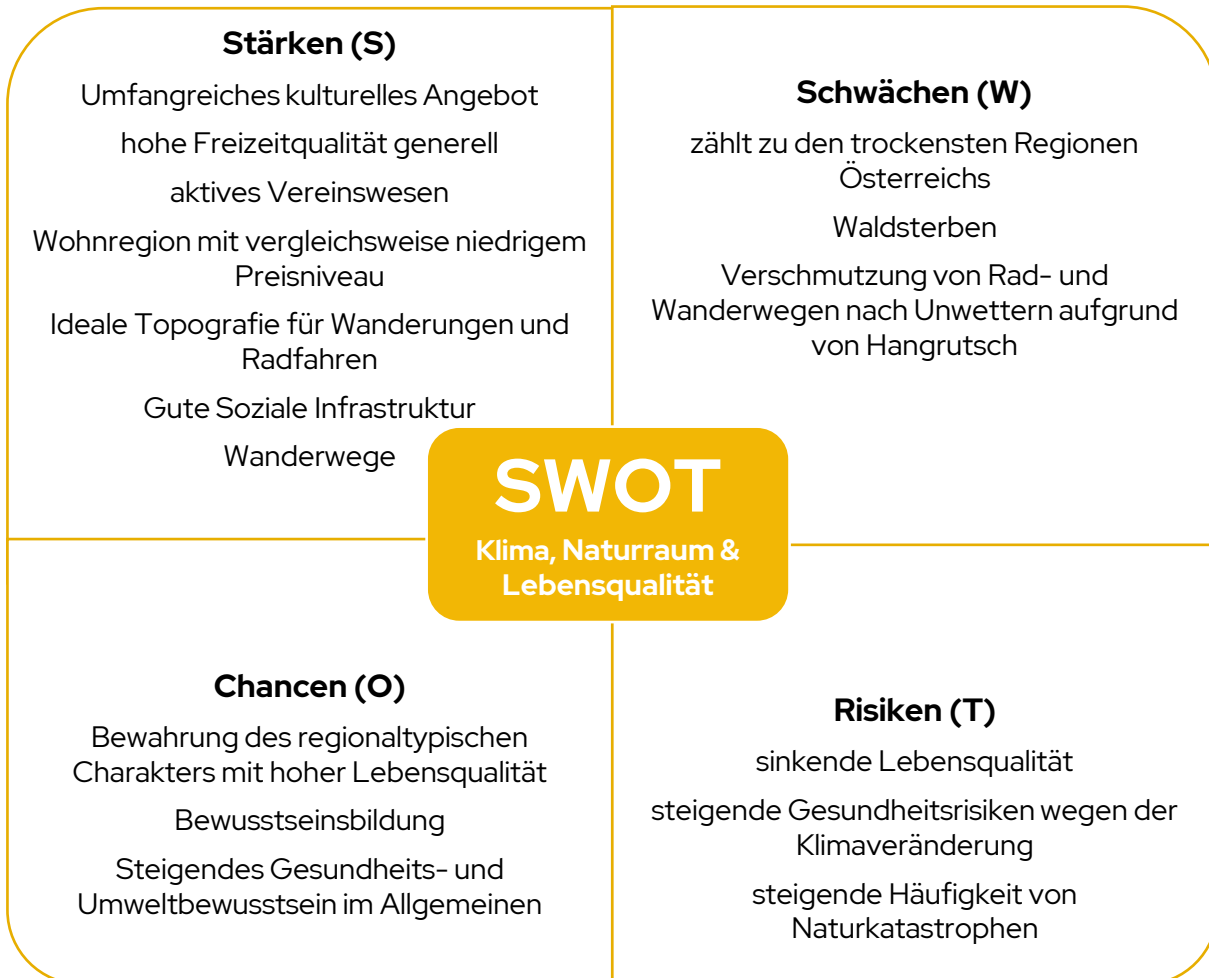 Stärken (S)
Umfangreiches kulturelles Angebot
hohe Freizeitqualität generell
aktives Vereinswesen
Wohnregion mit vergleichsweise niedrigem
Preisniveau
Ideale Topografie für Wanderungen und
Radfahren
Gute Soziale Infrastruktur
Wanderwege
Schwächen (W)
zählt zu den trockensten Regionen
Österreichs
Waldsterben
Verschmutzung von Rad- und
Wanderwegen nach Unwettern aufgrund
von Hangrutsch
SWOT
Klima, Naturraum &
Lebensqualität
Chancen (O)
Bewahrung des regionaltypischen
Charakters mit hoher Lebensqualität
Bewusstseinsbildung
Steigendes Gesundheits- und
Umweltbewusstsein im Allgemeinen
Risiken (T)
sinkende Lebensqualität
steigende Gesundheitsrisiken wegen der
Klimaveränderung
steigende Häufigkeit von
Naturkatastrophen